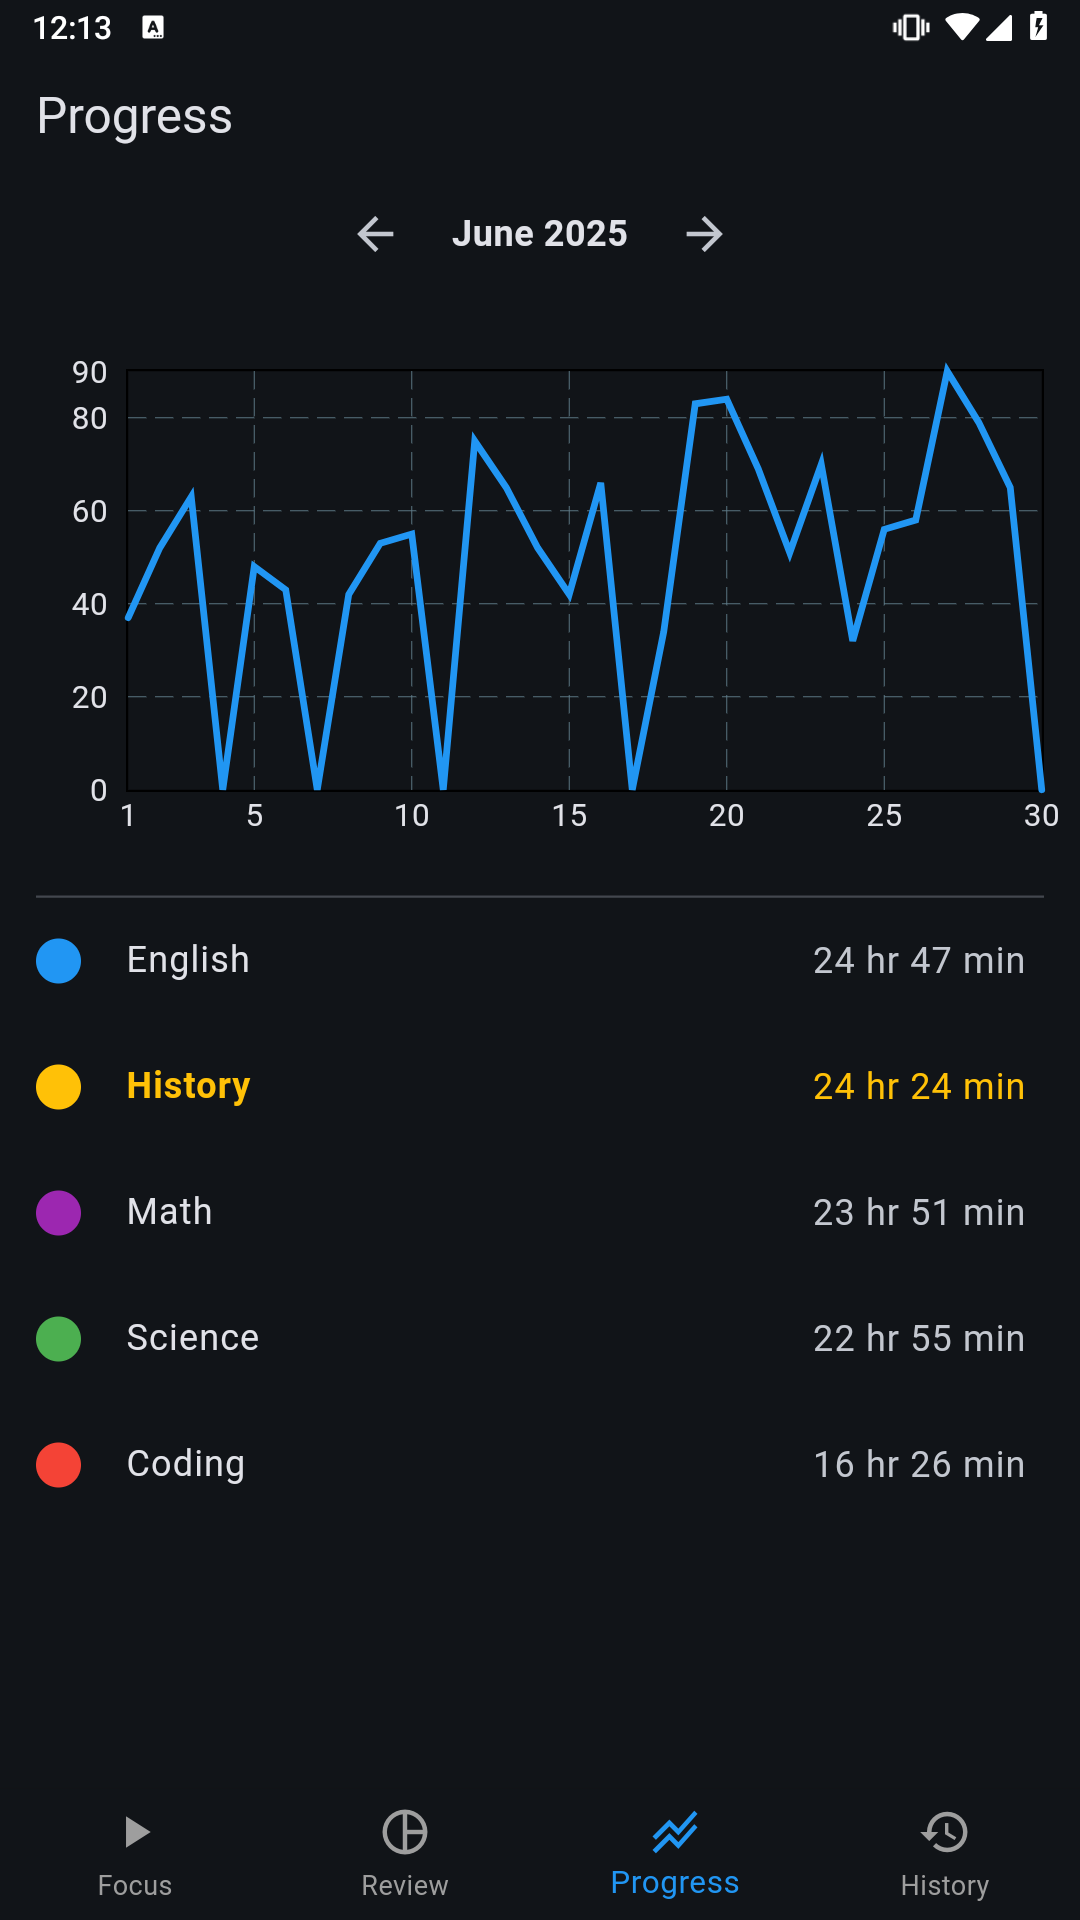 12:13
Progress
June 2025
90
80
60
40
20
0
1 5 10 15 20 25 30
English 24 hr 47 min
History 24 hr 24 min
Math 23 hr 51 min
Science 22 hr 55 min
Coding 16 hr 26 min
Focus Review Progress History